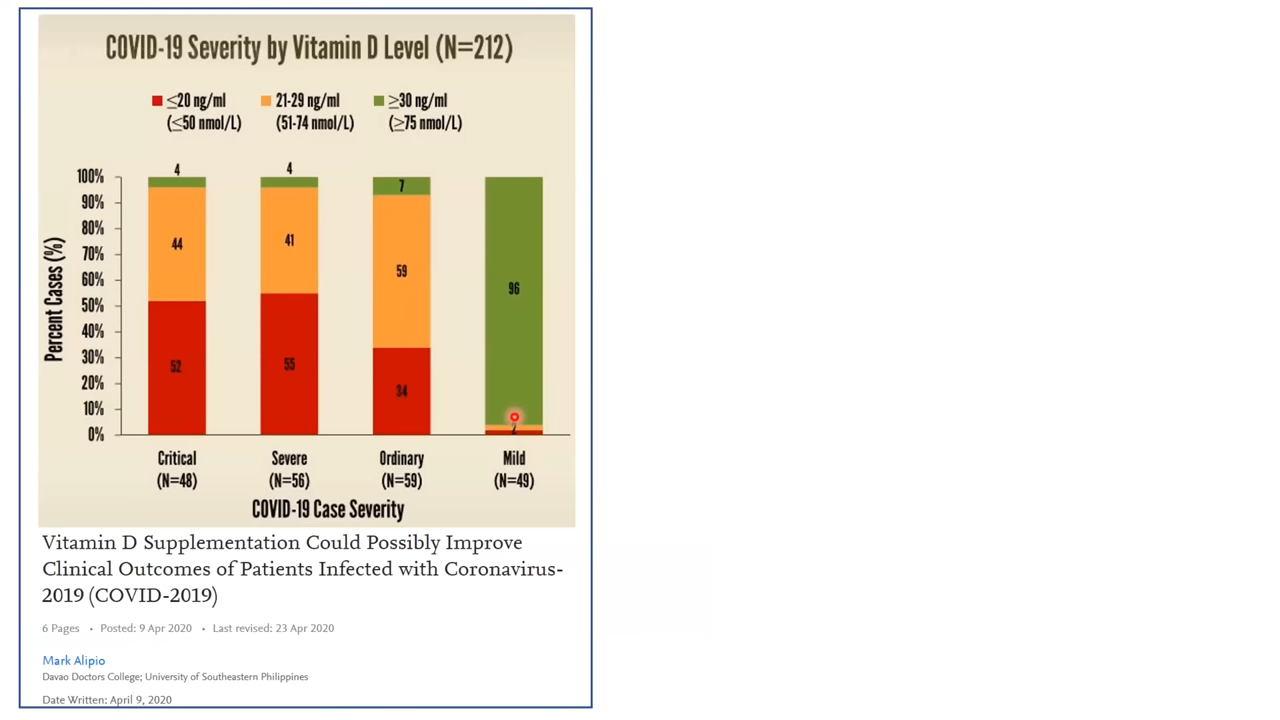 COVID-19 Severity by Vitamin D Level (N=212)
≤20 ng/ml 21-29 ng/ml ≥30 ng/ml
(≤50 nmol/L) (51-74 nmol/L) (≥75 nmol/L)
4 4
100%
7
90%
80%
44 41
70%
59
60%
96
50%
40%
52 55
30%
34
20%
10%
2
0%
Percent Cases (%)
Critical Severe Ordinary Mild
(N=48) (N=56) (N=59) (N=49)
COVID-19 Case Severity
Vitamin D Supplementation Could Possibly Improve
Clinical Outcomes of Patients Infected with Coronavirus-
2019 (COVID-2019)
6 Pages • Posted: 9 Apr 2020 • Last revised: 23 Apr 2020
Mark Alipio
Davao Doctors College; University of Southeastern Philippines
Date Written: April 9, 2020